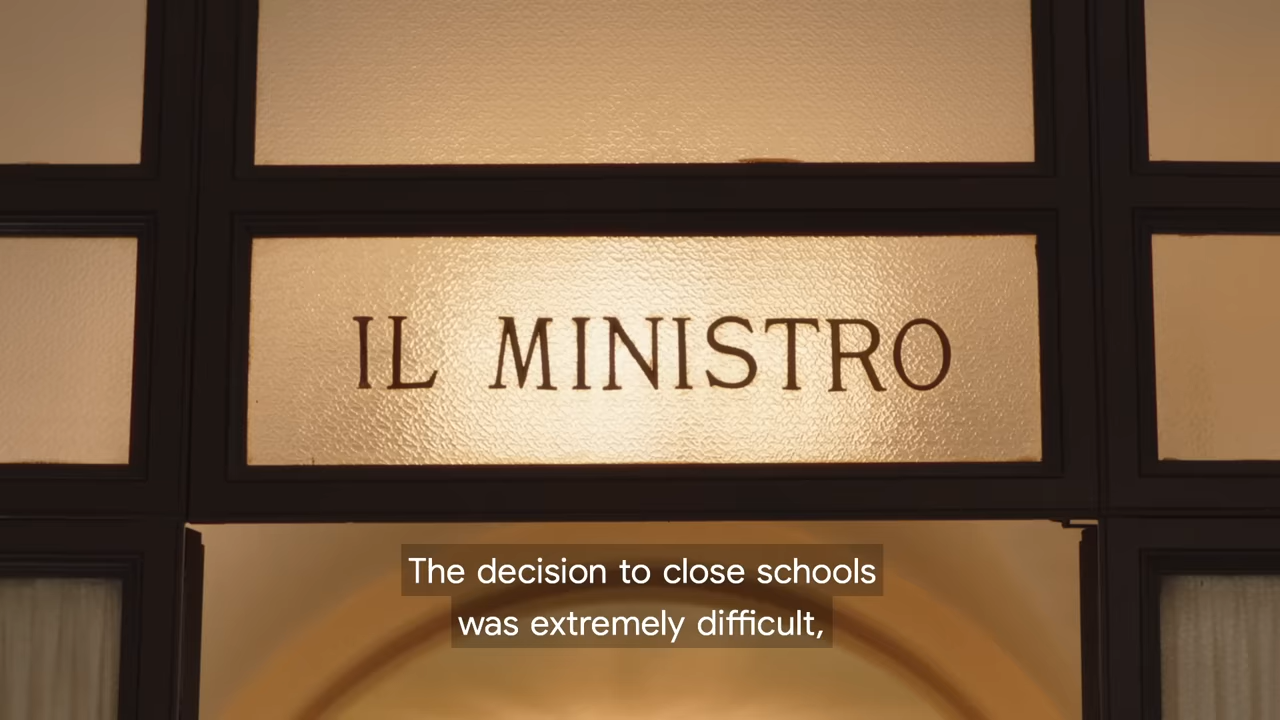 IL MINISTRO
The decision to close schools
was extremely difficult,